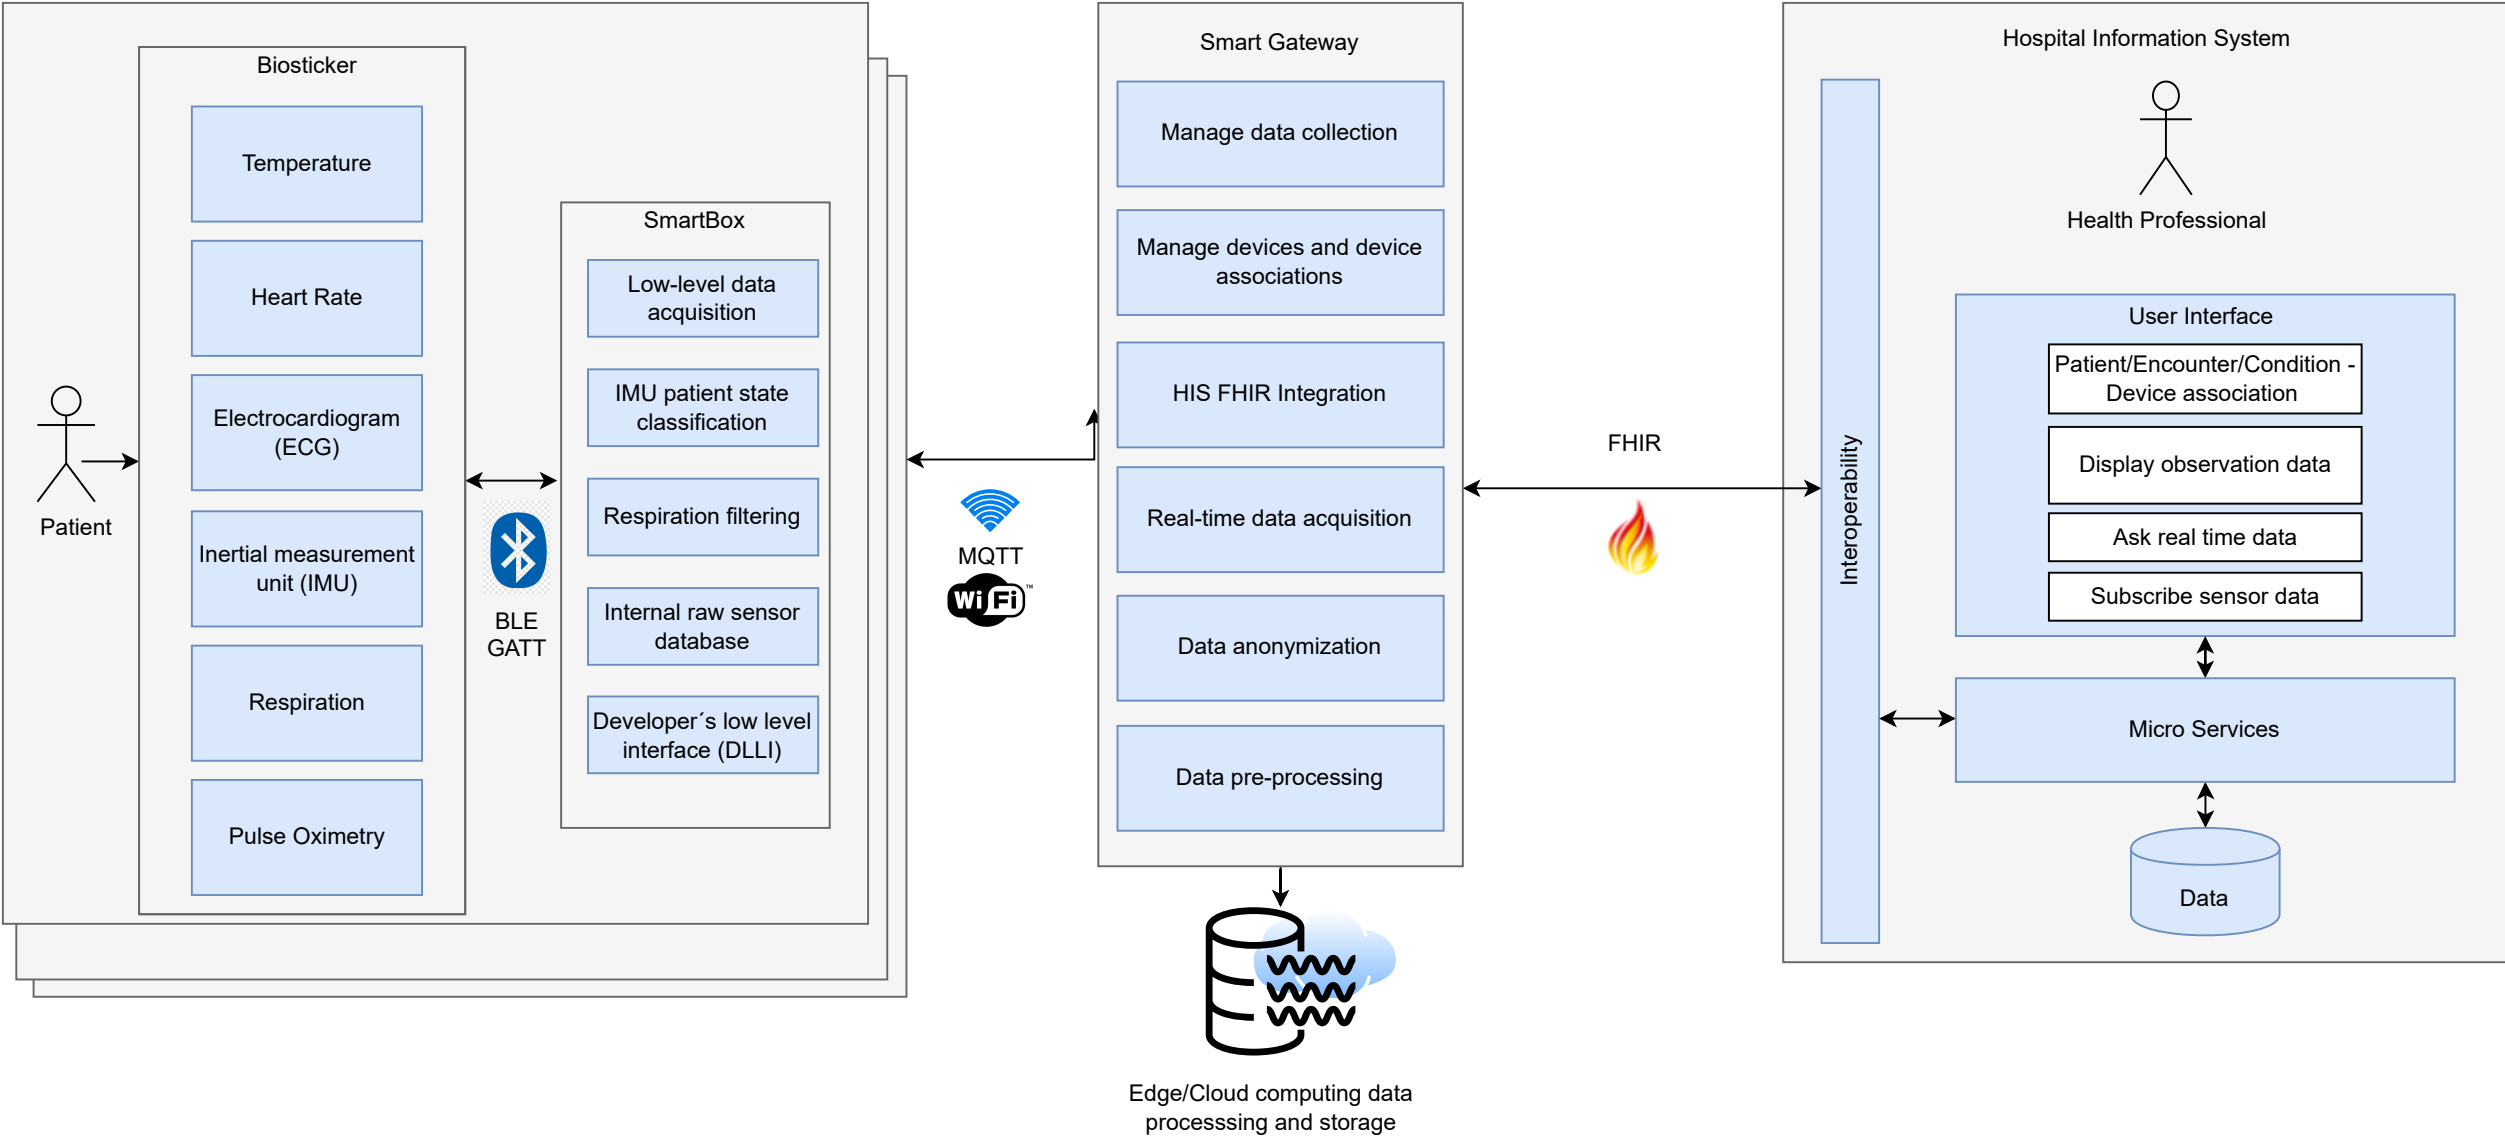 Biosticker
Temperature
Heart Rate
Electrocardiogram
(ECG)
Inertial measurement
unit (IMU)
Respiration
Pulse Oximetry
Patient
BLE
GATT
SmartBox
Low-level data
acquisition
IMU patient state
classification
Respiration filtering
Internal raw sensor
database
Developer´s low level
interface (DLLI)
MQTT
WiFi™
Smart Gateway
Manage data collection
Manage devices and device
associations
HIS FHIR Integration
Real-time data acquisition
Data anonymization
Data pre-processing
Edge/Cloud computing data
processsing and storage
FHIR
Hospital Information System
Interoperability
Health Professional
User Interface
Patient/Encounter/Condition -
Device association
Display observation data
Ask real time data
Subscribe sensor data
Micro Services
Data